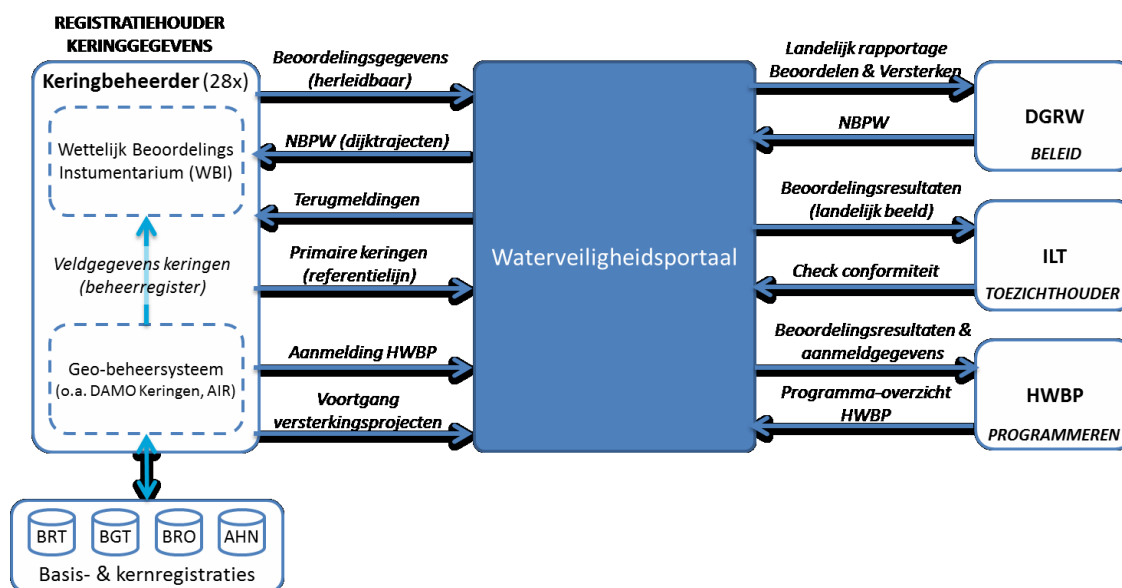 REGISTRATIEHOUDER
KERINGGEGEVENS
Keringbeheerder (28x)
Wettelijk Beoordelings
Instumentarium (WBI)
Veldgegevens keringen
(beheerregister)
Geo-beheersysteem
(o.a. DAMO Keringen, AIR)
BRT
BGT
BRO
AHN
Basis- & kernregistraties
Beoordelingsgegevens
(herleidbaar)
NBPW (dijktrajecten)
Terugmeldingen
Primaire keringen
(referentielijn)
Aanmelding HWBP
Voortgang
versterkingsprojecten
Waterveiligheidsportaal
Landelijk rapportage
Beoordelen & Versterken
NBPW
Beoordelingsresultaten
(landelijk beeld)
Check conformiteit
Beoordelingsresultaten &
aanmeldgegevens
Programma-overzicht
HWBP
DGRW
BELEID
ILT
TOEZICHTHOUDER
HWBP
PROGRAMMEREN